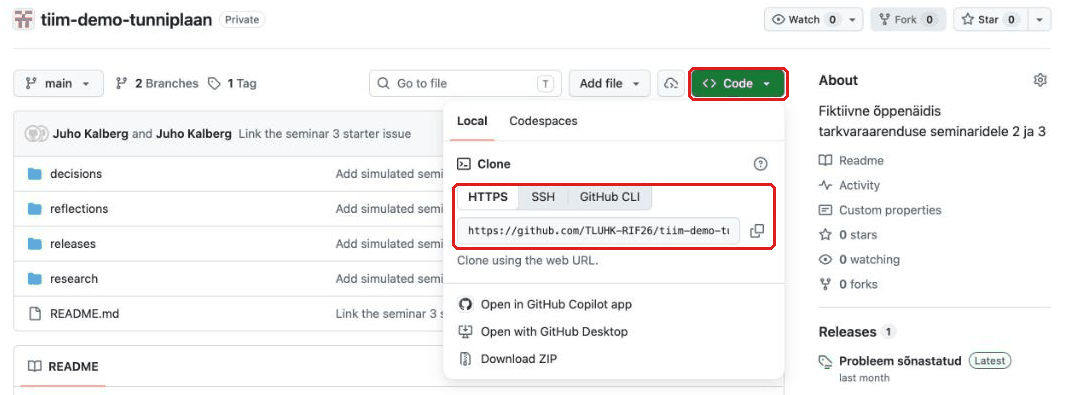 tiim-demo-tunniplaan Private
Watch 0 Fork 0 Star 0
main 2 Branches 1 Tag Go to file T Add file Code
Juho Kalberg and Juho Kalberg Link the seminar 3 starter issue
decisions Add simulated semi
reflections Add simulated semi
releases Add simulated semi
research Add simulated semi
README.md Link the seminar 3 s
README
Local Codespaces
Clone
HTTPS SSH GitHub CLI
https://github.com/TLUHK-RIF26/tiim-demo-tu
Clone using the web URL.
Open in GitHub Copilot app
Open with GitHub Desktop
Download ZIP
About
Fiktiivne õppenäidis
tarkvaraarenduse seminaridele 2 ja 3
Readme
Activity
Custom properties
0 stars
0 watching
0 forks
Releases 1
Probleem sõnastatud Latest
last month